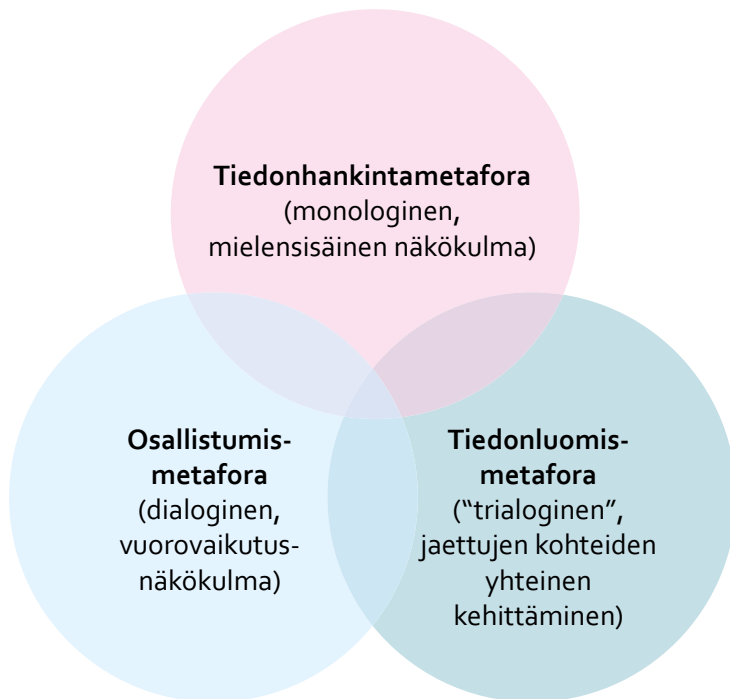 Tiedonhankintametafora
(monologinen,
mielensisäinen näkökulma)
Osallistumis-
metafora
(dialoginen,
vuorovaikutus-
näkökulma)
Tiedonluomis-
metafora
("trialoginen",
jaettujen kohteiden
yhteinen
kehittäminen)